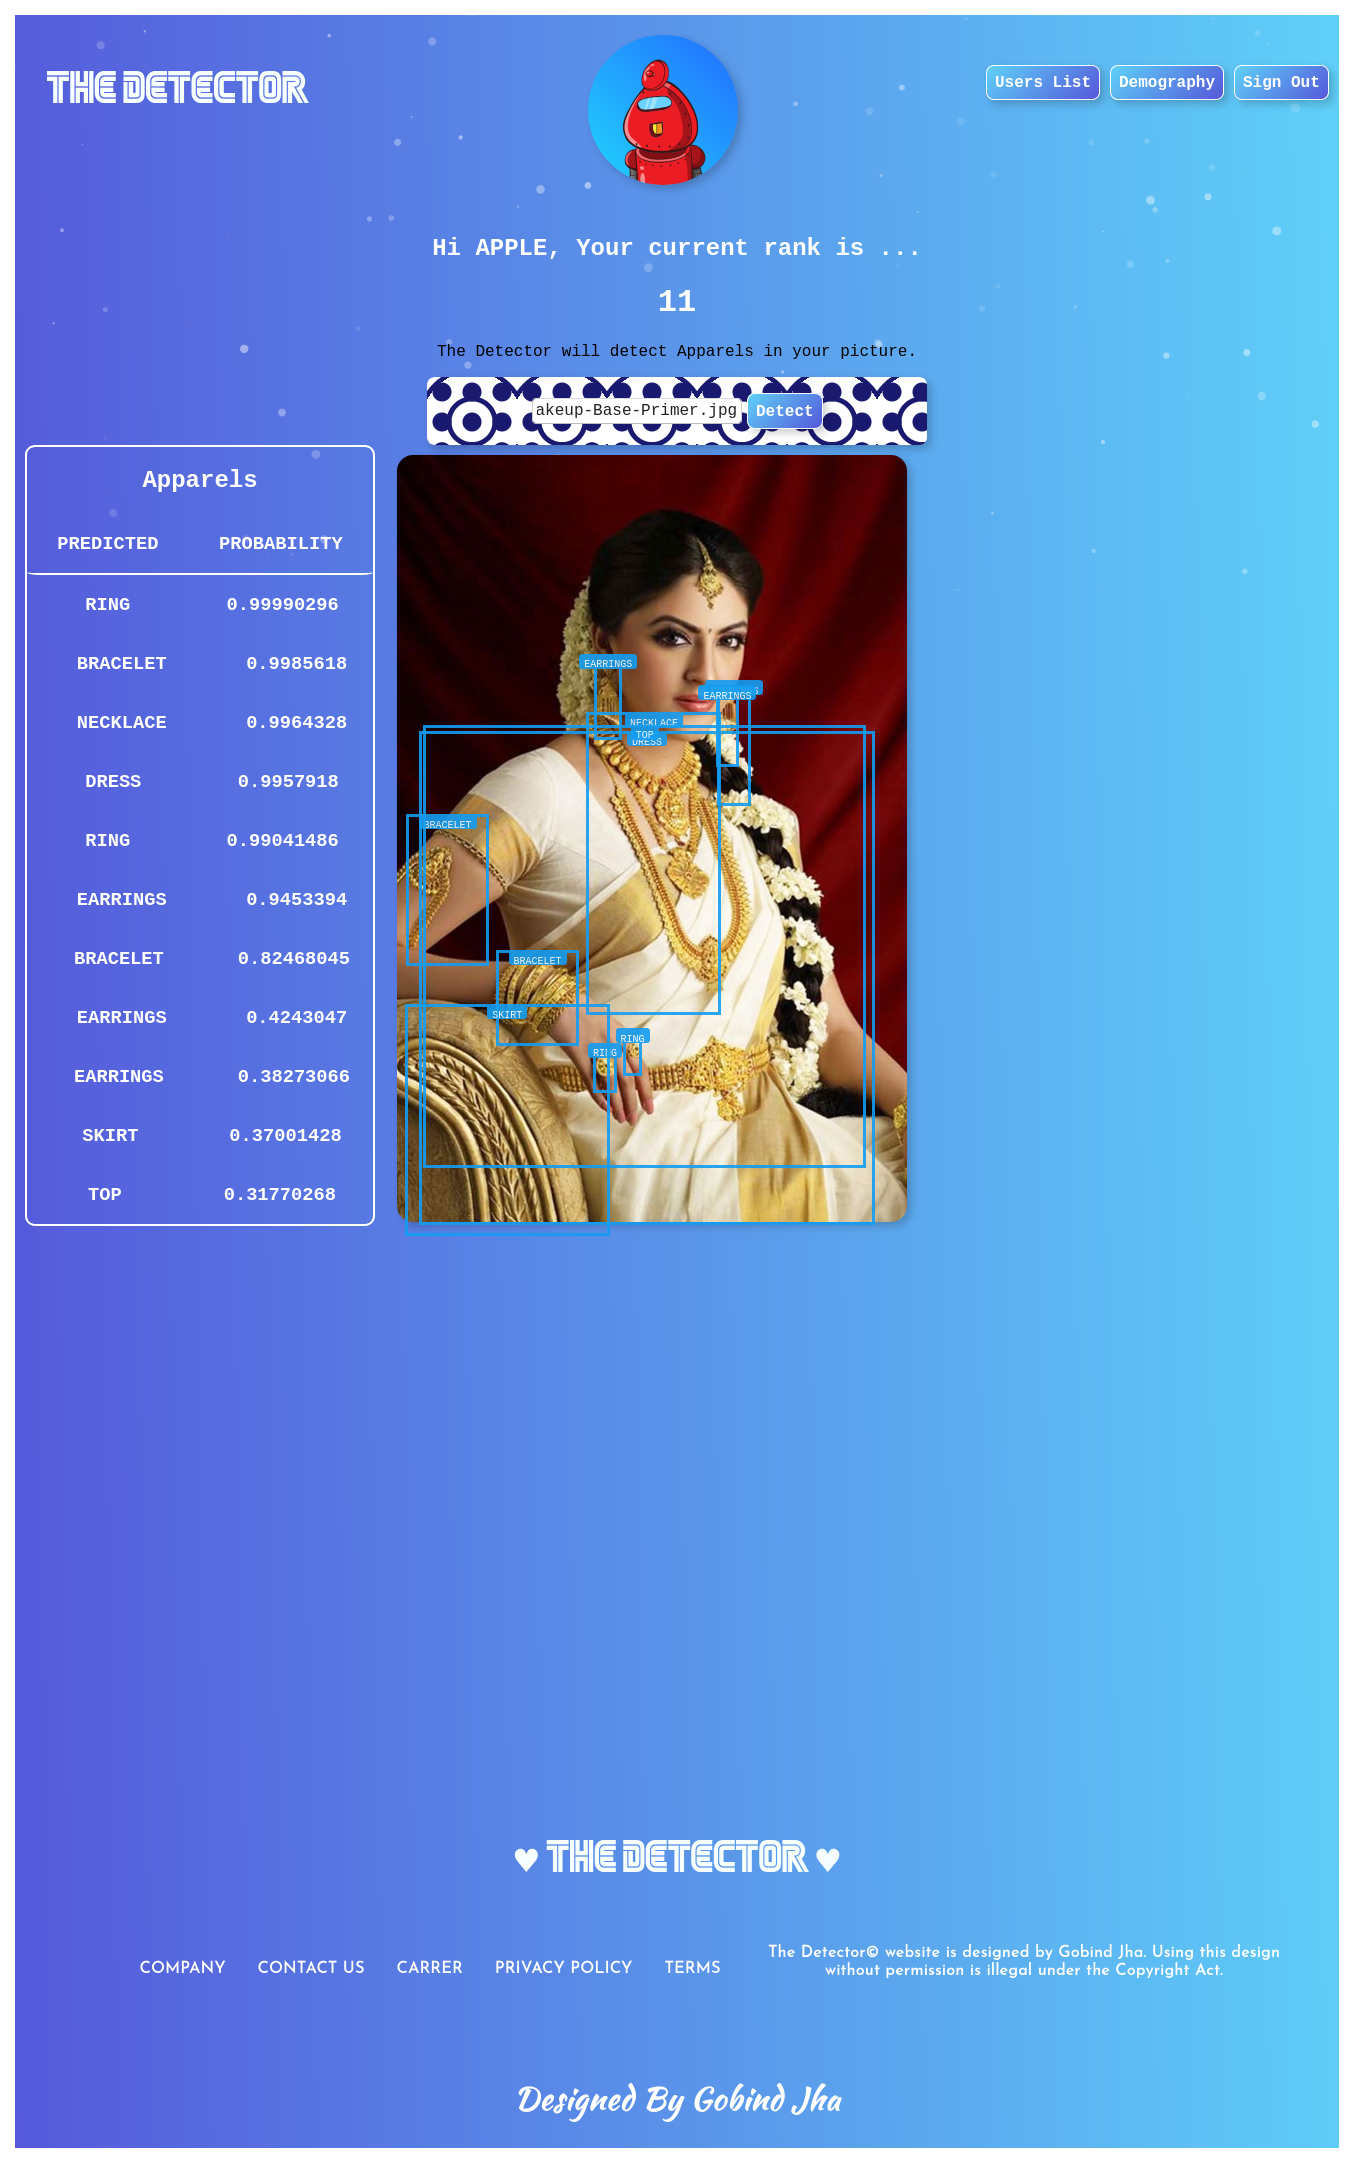 THE DETECTOR
Users List
Demography
Sign Out
Hi APPLE, Your current rank is ...
11
The Detector will detect Apparels in your picture.
akeup-Base-Primer.jpg
Detect
Apparels
PREDICTED PROBABILITY
RING 0.99990296
BRACELET 0.9985618
NECKLACE 0.9964328
DRESS 0.9957918
RING 0.99041486
EARRINGS 0.9453394
BRACELET 0.82468045
EARRINGS 0.4243047
EARRINGS 0.38273066
SKIRT 0.37001428
TOP 0.31770268
EARRINGS
EARRINGS
NECKLACE
TOP
DRESS
BRACELET
BRACELET
SKIRT
RING
RING
♥ THE DETECTOR ♥
COMPANY
CONTACT US
CARRER
PRIVACY POLICY
TERMS
The Detector© website is designed by Gobind Jha. Using this design
without permission is illegal under the Copyright Act.
Designed By Gobind Jha